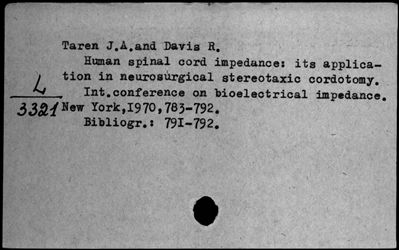 Taren J.A.and Davis R.
Human spinal cord impedance: its applica-
tion in neurosurgical stereotaxic cordotomy.
L
Int.conference on bioelectrical impedance.
3321
New York,1970,783-792.
Bibliogr.: 791-792.